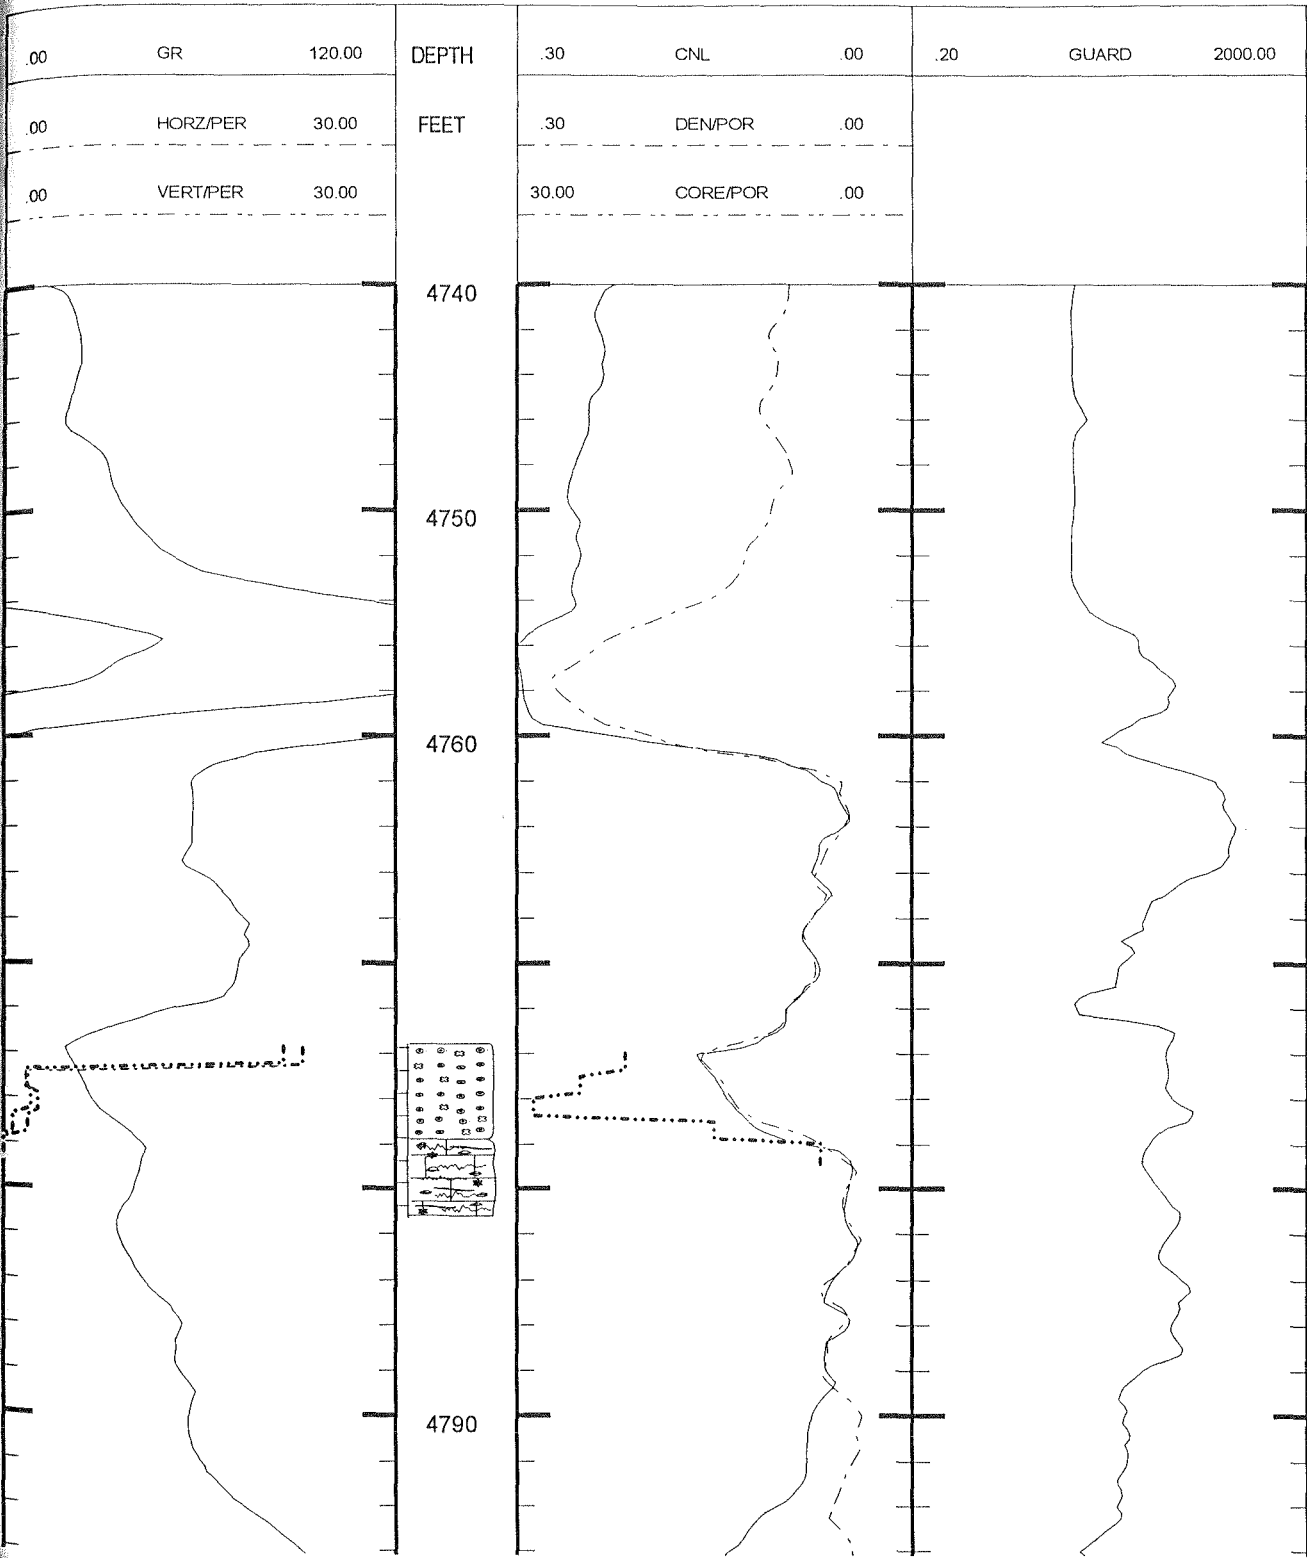 .00 GR 120.00 DEPTH .30 CNL .00 .20 GUARD 2000.00
.00 HORZ/PER 30.00 FEET .30 DEN/POR .00
.00 VERT/PER 30.00 30.00 CORE/POR .00
4740
4750
4760
4790